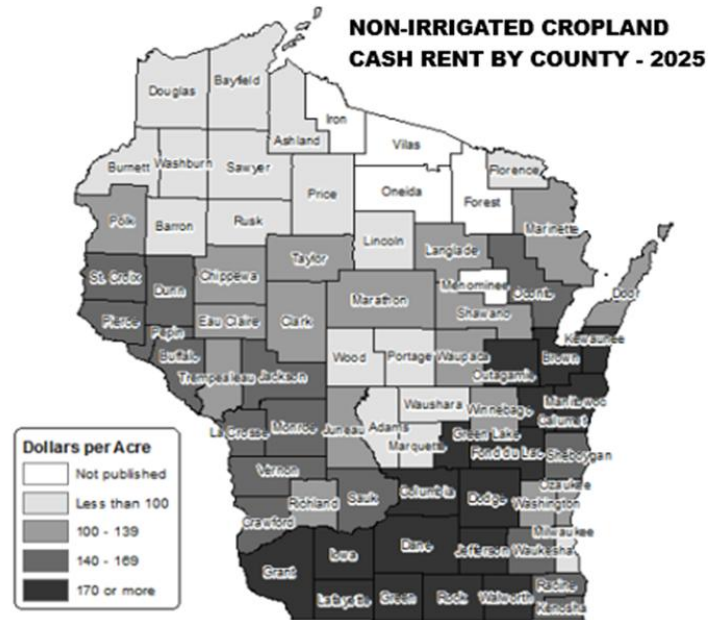 NON-IRRIGATED CROPLAND
CASH RENT BY COUNTY - 2025
Douglas
Bayfield
Iron
Ashland
Vilas
Burnett
Washburn
Sawyer
Florence
Price
Oneida
Forest
Polk
Barron
Rusk
Marinette
Lincoln
Langlade
Taylor
St. Croix
Dunn
Chippewa
Menominee
Oconto
Door
Marathon
Pierce
Eau Claire
Clark
Shawano
Pepin
Kewaunee
Buffalo
Wood
Portage
Waupaca
Brown
Trempealeau
Jackson
Outagamie
Waushara
Manitowoc
La Crosse
Monroe
Juneau
Adams
Winnebago
Calumet
Green Lake
Marquette
Fond du Lac
Sheboygan
Vernon
Richland
Sauk
Columbia
Dodge
Ozaukee
Washington
Crawford
Milwaukee
Iowa
Dane
Jefferson
Waukesha
Grant
Lafayette
Green
Rock
Walworth
Racine
Kenosha
Dollars per Acre
Not published
Less than 100
100 - 139
140 - 169
170 or more